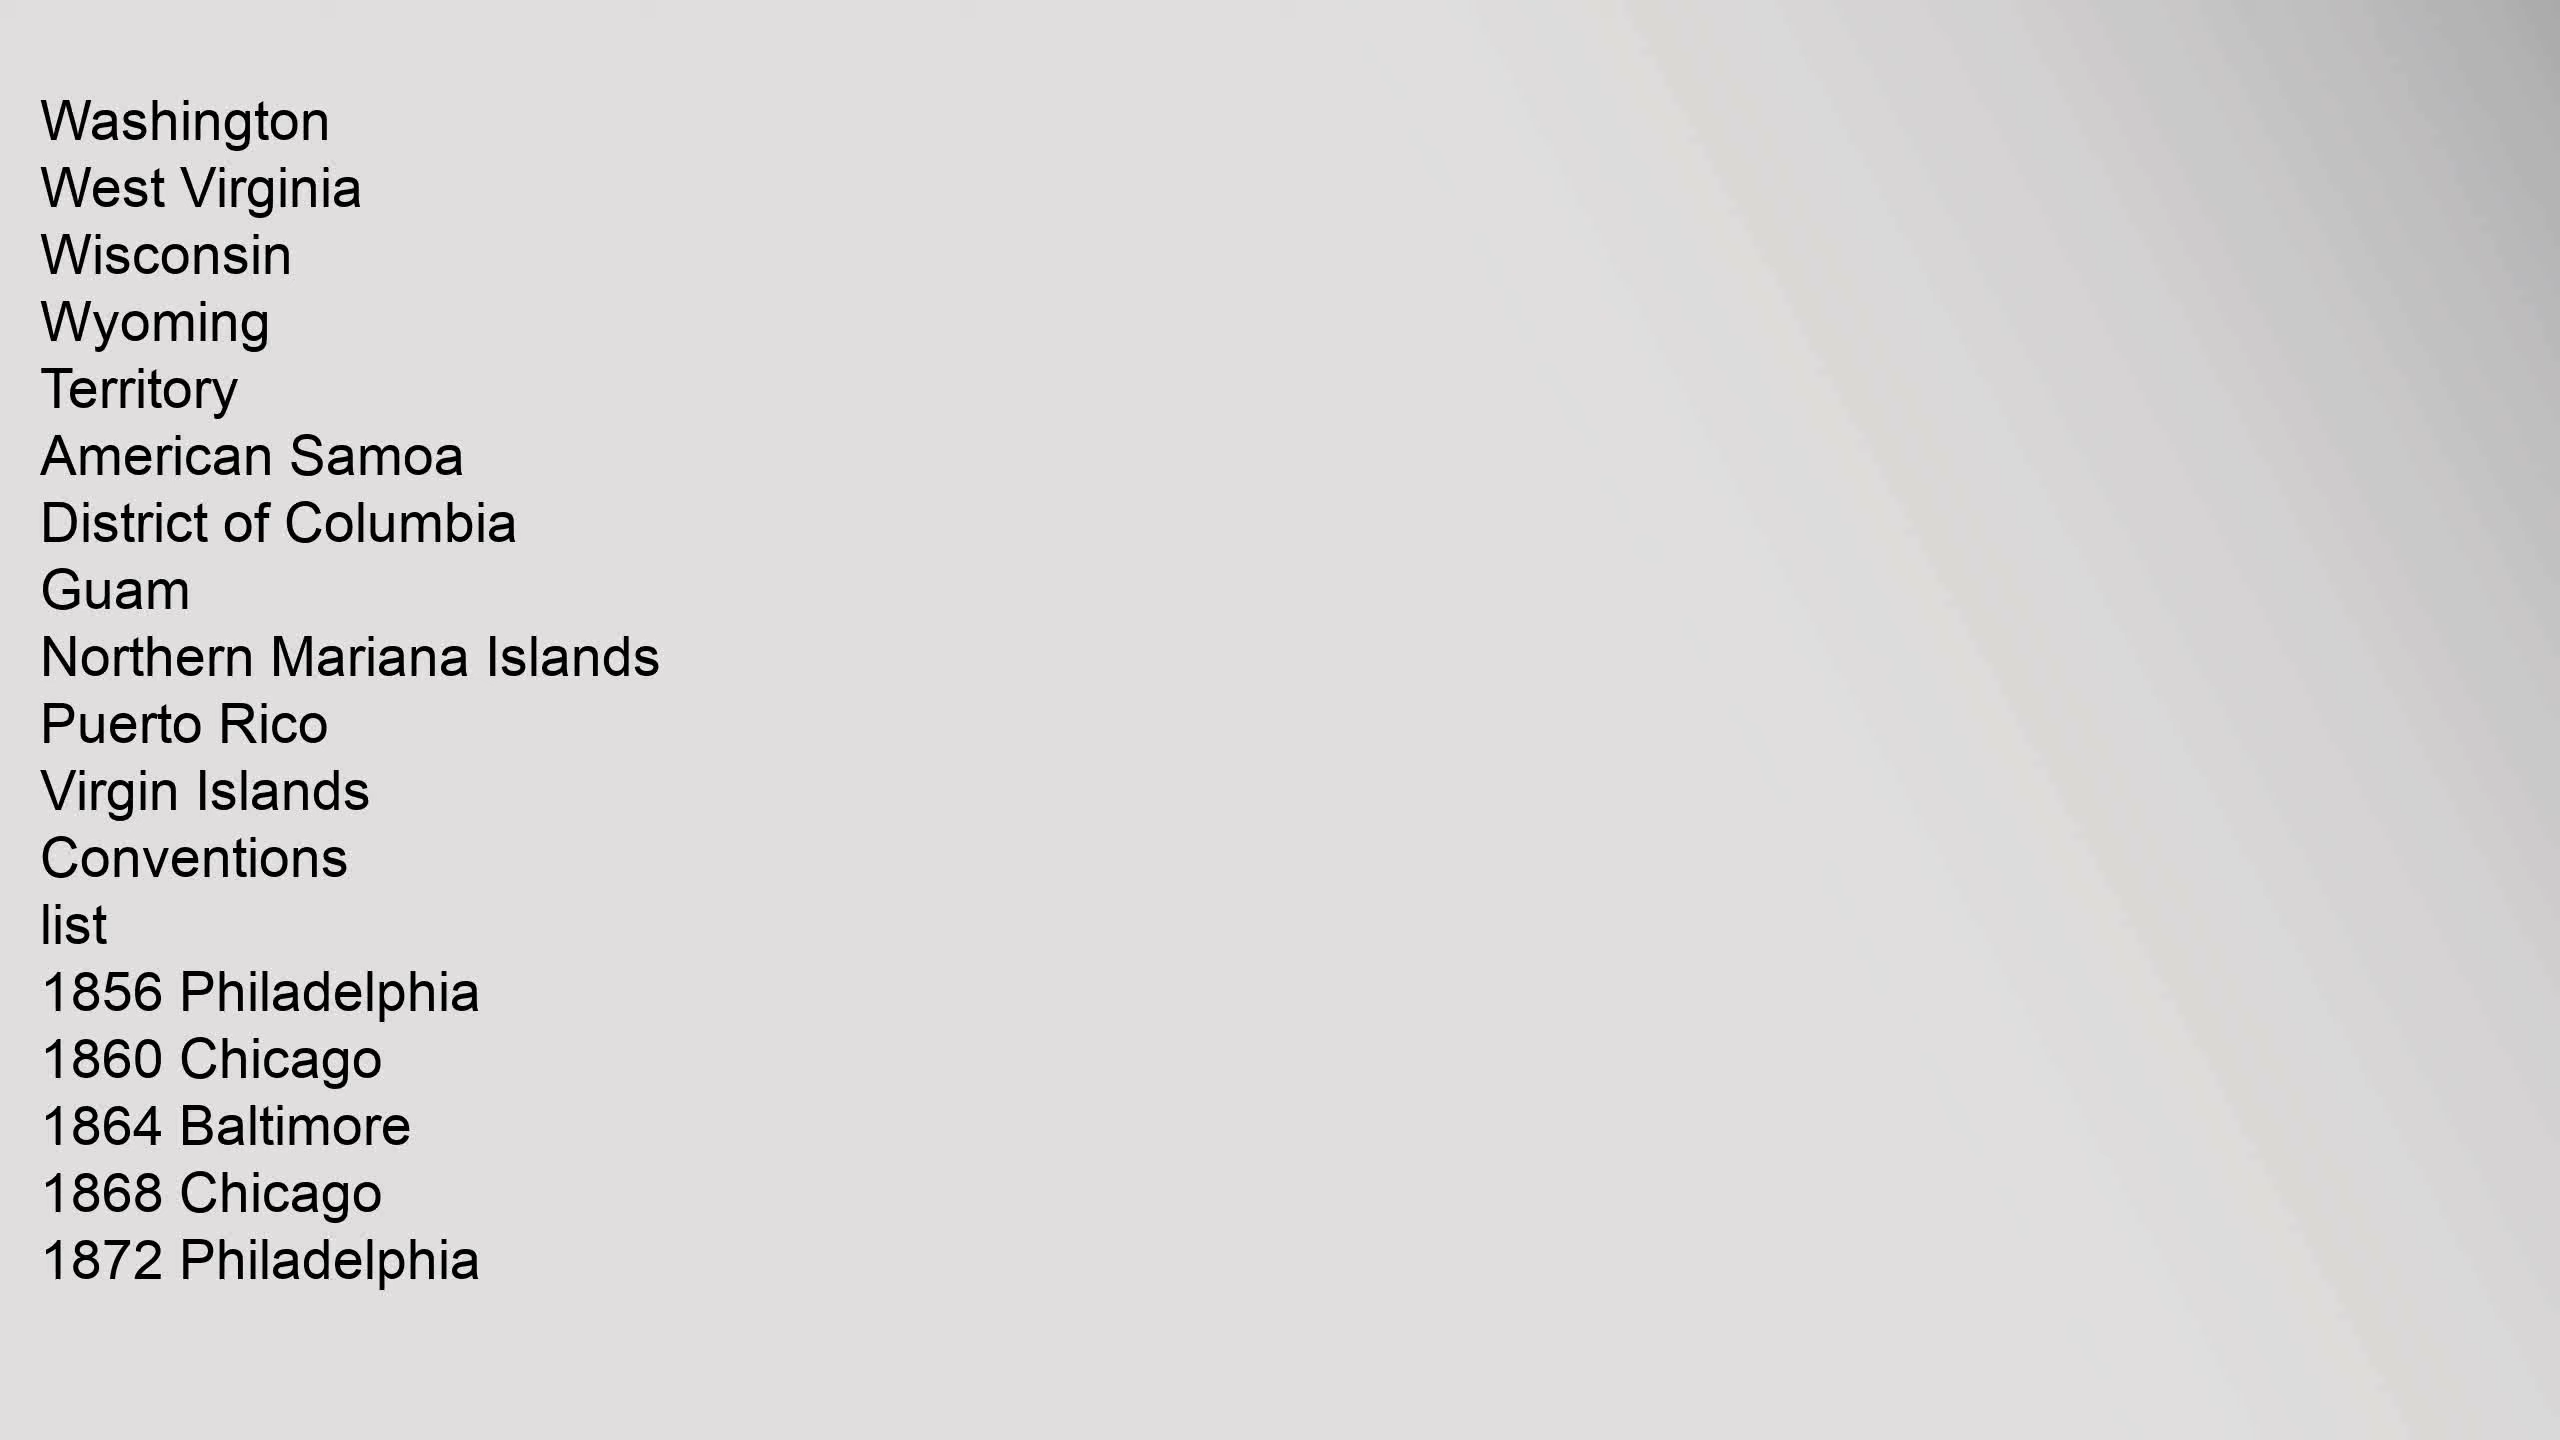 Washington
West Virginia
Wisconsin
Wyoming
Territory
American Samoa
District of Columbia
Guam
Northern Mariana Islands
Puerto Rico
Virgin Islands
Conventions
list
1856 Philadelphia
1860 Chicago
1864 Baltimore
1868 Chicago
1872 Philadelphia